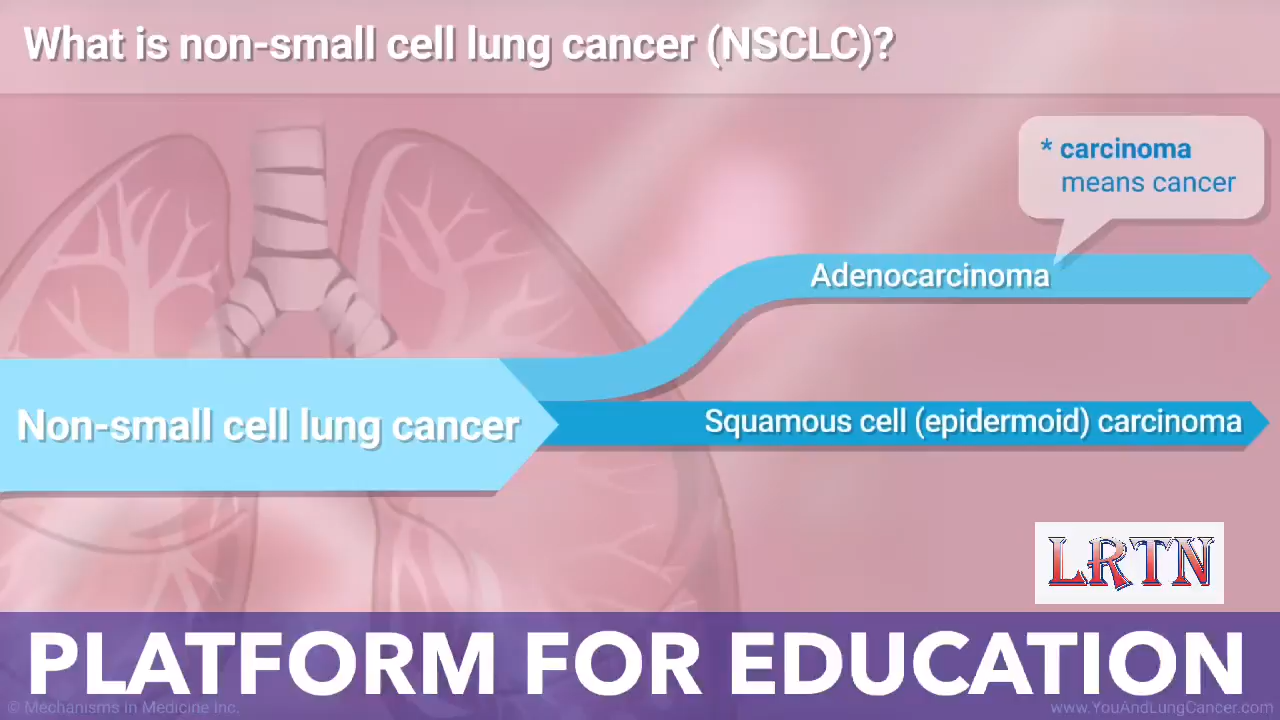 What is non-small cell lung cancer (NSCLC)?
* carcinoma
means cancer
Adenocarcinoma
Non-small cell lung cancer
Squamous cell (epidermoid) carcinoma
LRTN
PLATFORM FOR EDUCATION
© Mechanisms in Medicine Inc.
www.YouAndLungCancer.com